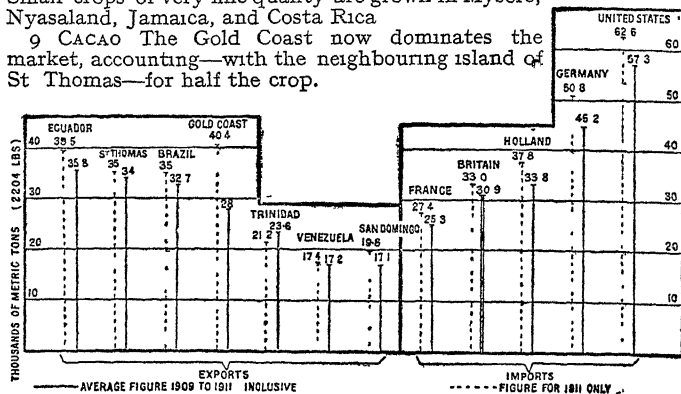 Small crops of very fine quality are grown in Mysore,
Nyasaland, Jamaica, and Costa Rica
9 CACAO The Gold Coast now dominates the
market, accounting—with the neighbouring island of
St Thomas—for half the crop.
UNITED STATES
62 6
57 3
60
GERMANY
50 8
46 2
50
ECUADOR
39 5
35 8
ST THOMAS
35
34
BRAZIL
35
32 7
GOLD COAST
40 4
28
TRINIDAD
21 2
23·6
VENEZUELA
17 4
17 2
SAN DOMINGO
19·6
17 1
FRANCE
27 4
25 3
BRITAIN
33 0
30 9
HOLLAND
37 8
33 8
40
30
20
10
40
30
20
10
THOUSANDS OF METRIC TONS (2204 LBS)
EXPORTS
IMPORTS
AVERAGE FIGURE 1909 TO 1911 INCLUSIVE
FIGURE FOR 1911 ONLY